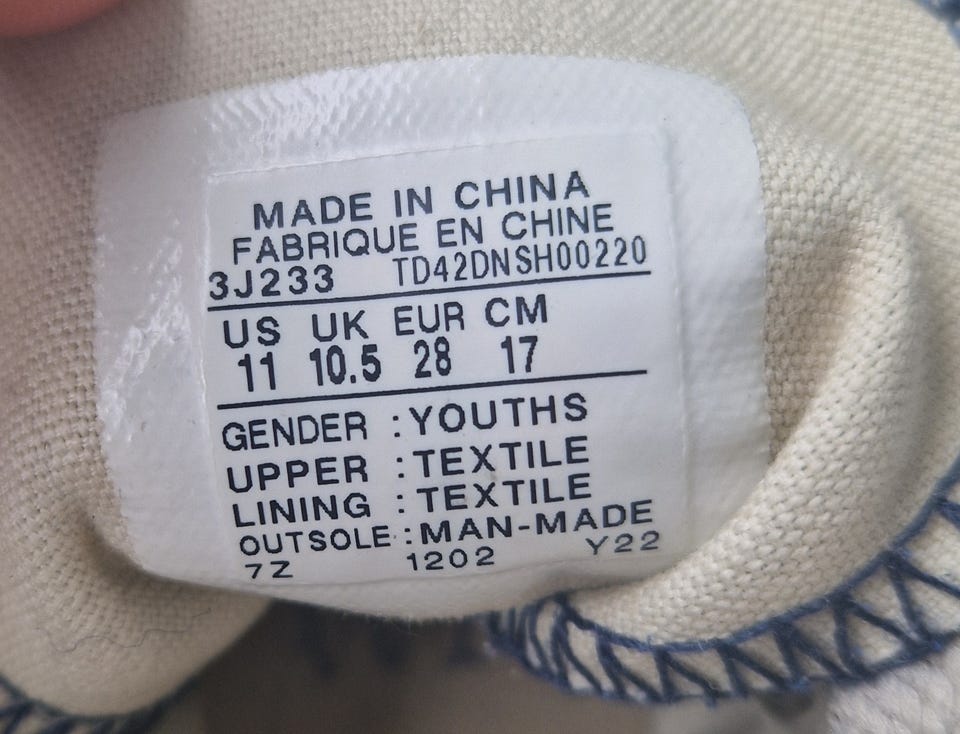 MADE IN CHINA
FABRIQUE EN CHINE
3J233 TD42DNSH00220
US UK EUR CM
11 10.5 28 17
GENDER :YOUTHS
UPPER :TEXTILE
LINING :TEXTILE
OUTSOLE :MAN-MADE
7Z 1202 Y22